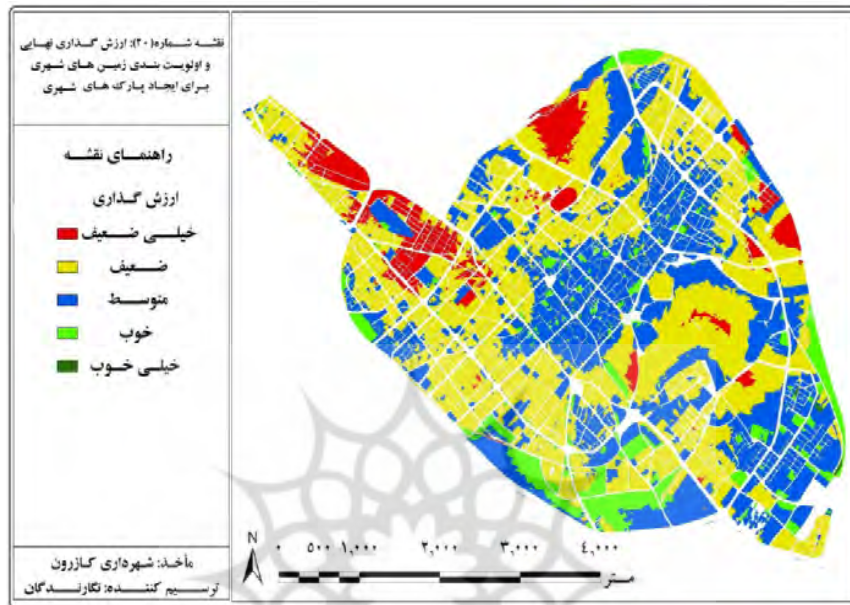 نقشه شماره(۲۰): ارزش گذاری نهایی
و اولویت بندی زمین های شهری
برای ایجاد پارک های شهری
راهنمای نقشه
ارزش گذاری
خیلی ضعیف
ضعیف
متوسط
خوب
خیلی خوب
مأخذ: شهرداری کازرون
ترسیم کننده: نگارندگان
N
۰ ۵۰۰ ۱,۰۰۰ ۲,۰۰۰ ۳,۰۰۰ ۴,۰۰۰
متر